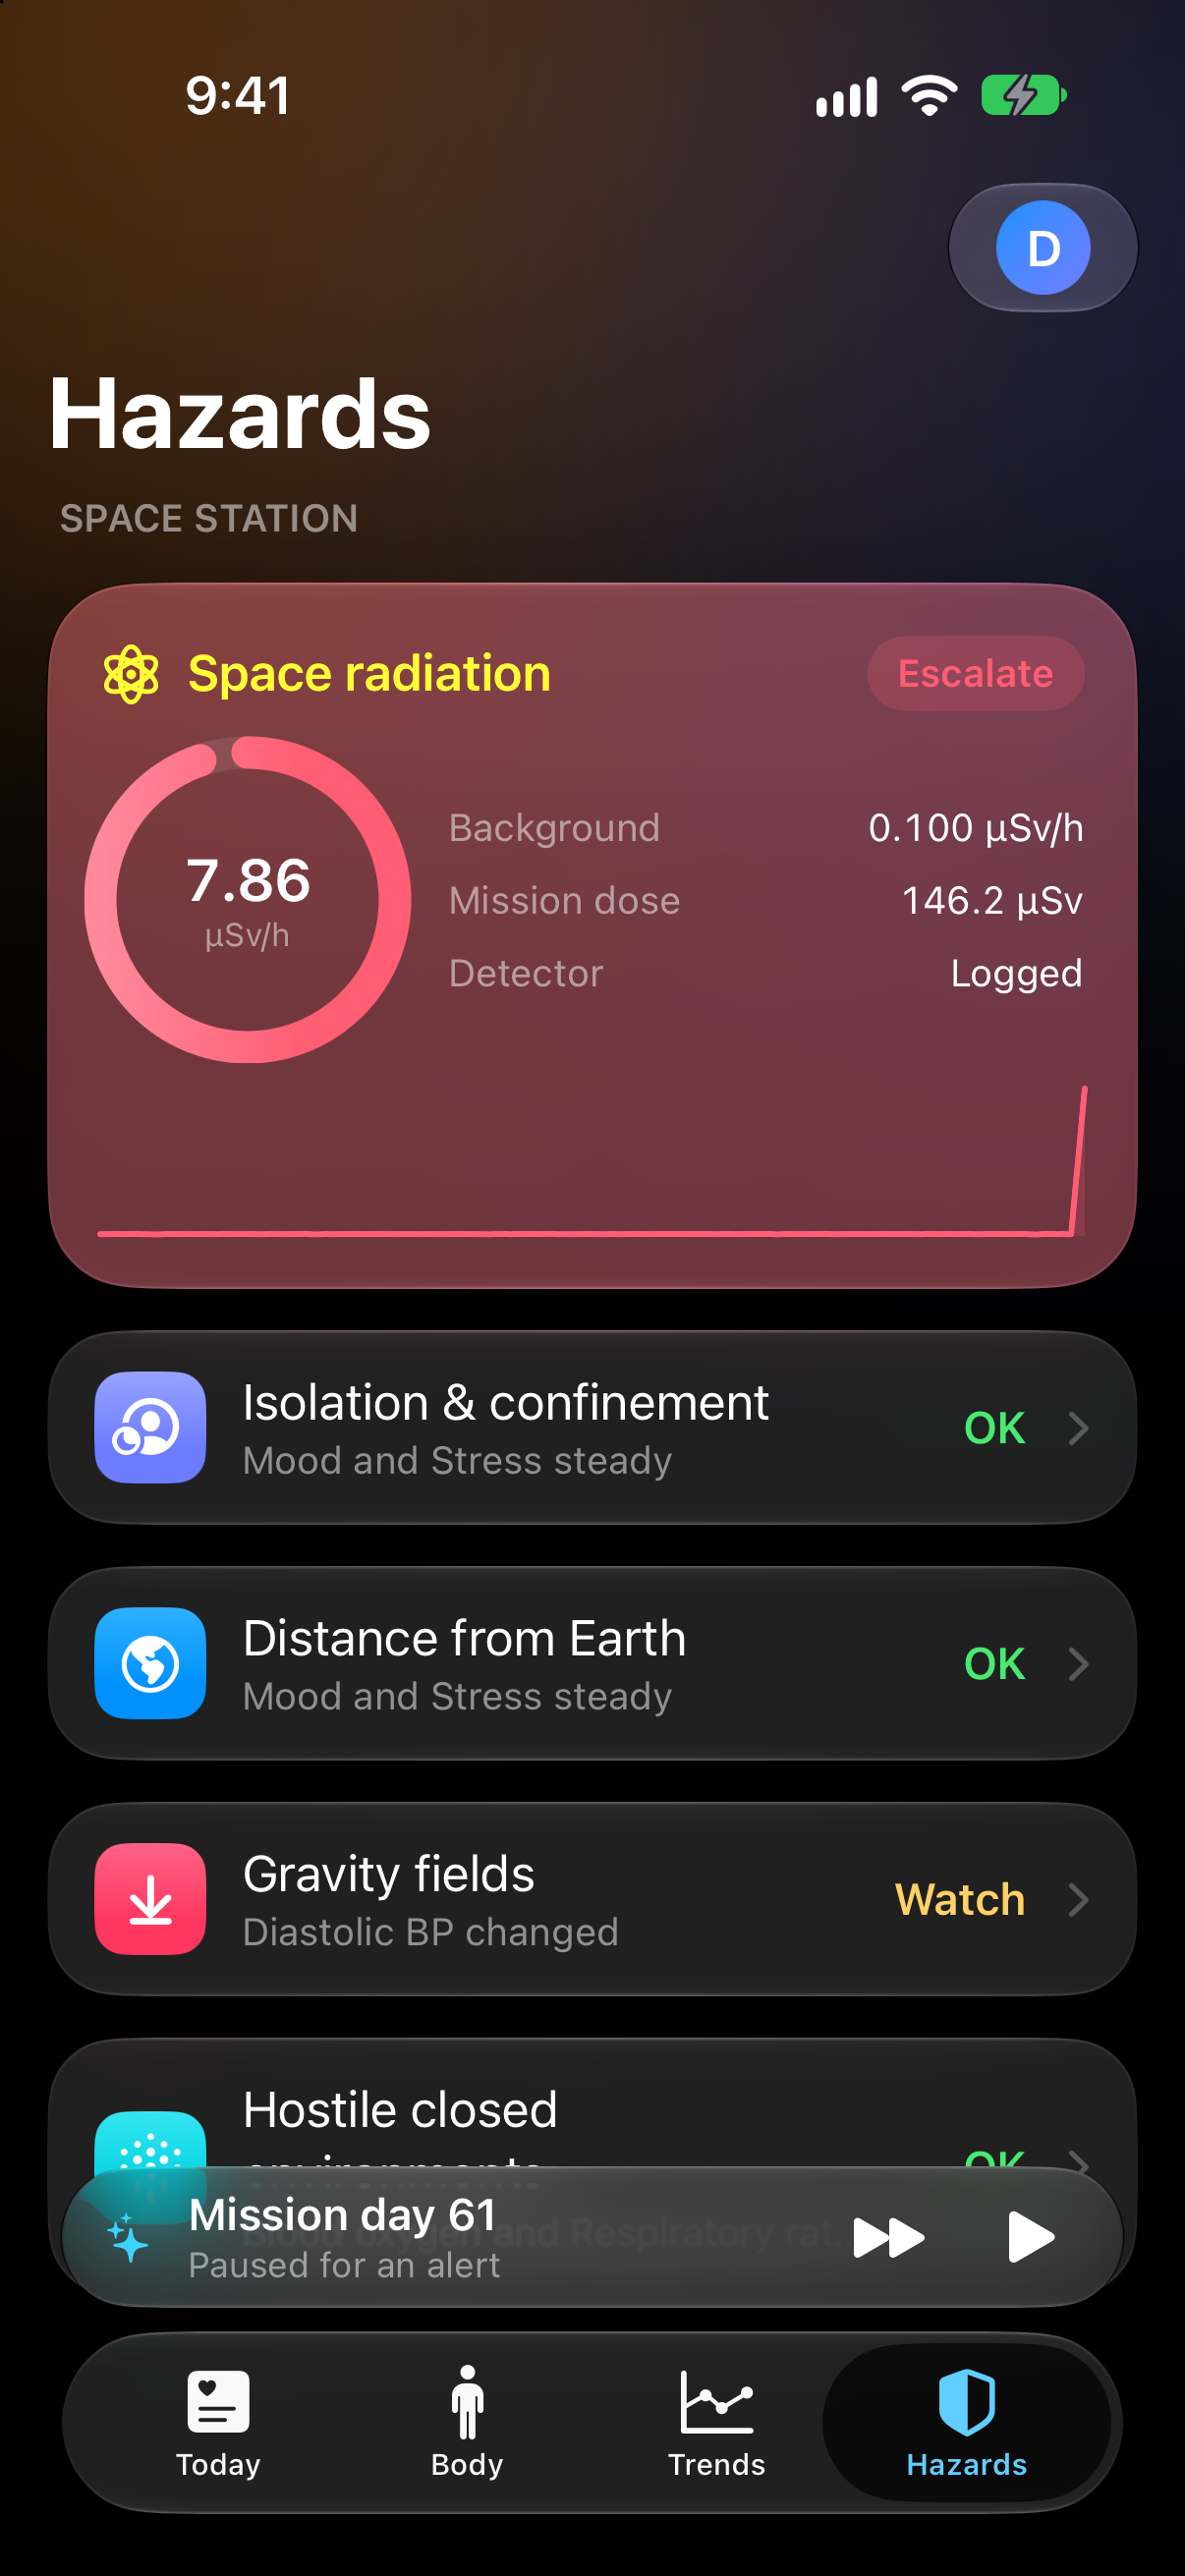 9:41
D
Hazards
SPACE STATION
Space radiation
Escalate
7.86
µSv/h
Background 0.100 µSv/h
Mission dose 146.2 µSv
Detector Logged
Isolation & confinement
Mood and Stress steady
OK
Distance from Earth
Mood and Stress steady
OK
Gravity fields
Diastolic BP changed
Watch
Hostile closed
environments
OK
Mission day 61
Paused for an alert
Today
Body
Trends
Hazards